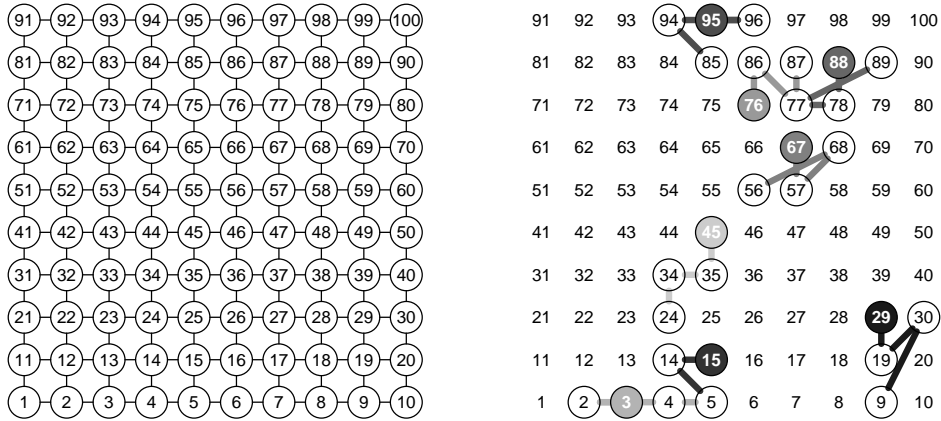 91 92 93 94 95 96 97 98 99 100 91 92 93 94 95 96 97 98 99 100
81 82 83 84 85 86 87 88 89 90 81 82 83 84 85 86 87 88 89 90
71 72 73 74 75 76 77 78 79 80 71 72 73 74 75 76 77 78 79 80
61 62 63 64 65 66 67 68 69 70 61 62 63 64 65 66 67 68 69 70
51 52 53 54 55 56 57 58 59 60 51 52 53 54 55 56 57 58 59 60
41 42 43 44 45 46 47 48 49 50 41 42 43 44 45 46 47 48 49 50
31 32 33 34 35 36 37 38 39 40 31 32 33 34 35 36 37 38 39 40
21 22 23 24 25 26 27 28 29 30 21 22 23 24 25 26 27 28 29 30
11 12 13 14 15 16 17 18 19 20 11 12 13 14 15 16 17 18 19 20
1 2 3 4 5 6 7 8 9 10 1 2 3 4 5 6 7 8 9 10